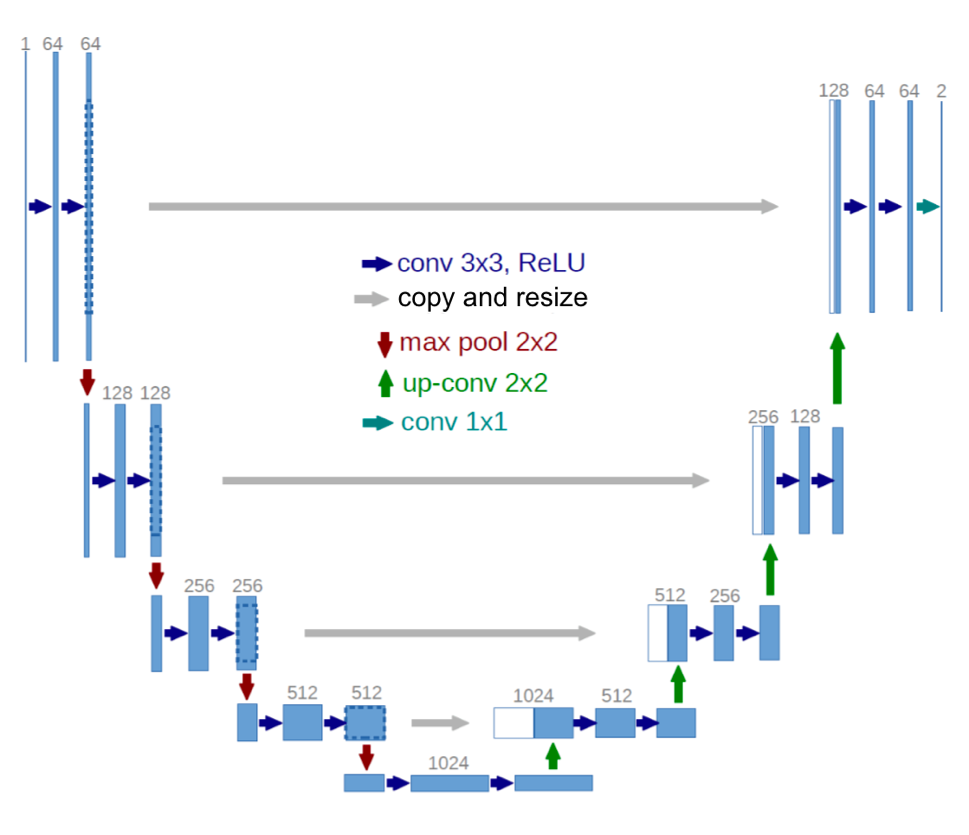 1 64 64
128 64 64 2
conv 3x3, ReLU
copy and resize
max pool 2x2
up-conv 2x2
conv 1x1
128 128
256 128
256 256
512 256
512 512
1024 512
1024